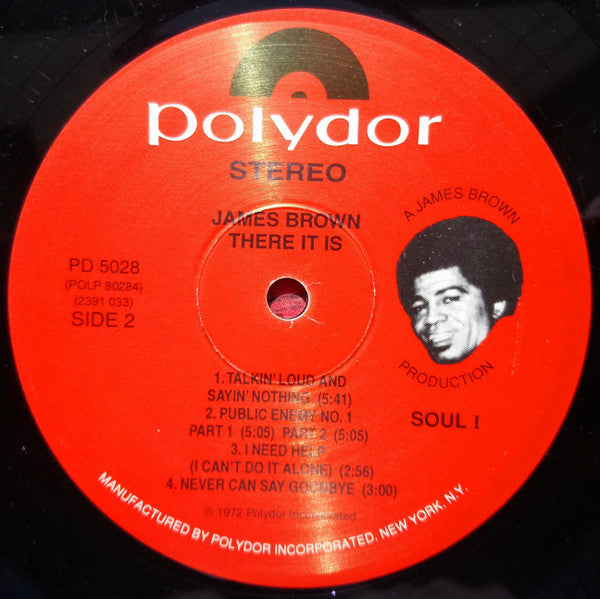 polydor
STEREO
JAMES BROWN
THERE IT IS
PD 5028
(POLP 80284)
(2391 033)
SIDE 2
A JAMES BROWN
PRODUCTION
SOUL I
1. TALKIN' LOUD AND
SAYIN' NOTHING (5:41)
2. PUBLIC ENEMY NO. 1
PART 1 (5:05) PART 2 (5:05)
3. I NEED HELP
(I CAN'T DO IT ALONE) (2:56)
4. NEVER CAN SAY GOODBYE (3:00)
© 1972 Polydor Incorporated
MANUFACTURED BY POLYDOR INCORPORATED. NEW YORK, N.Y.